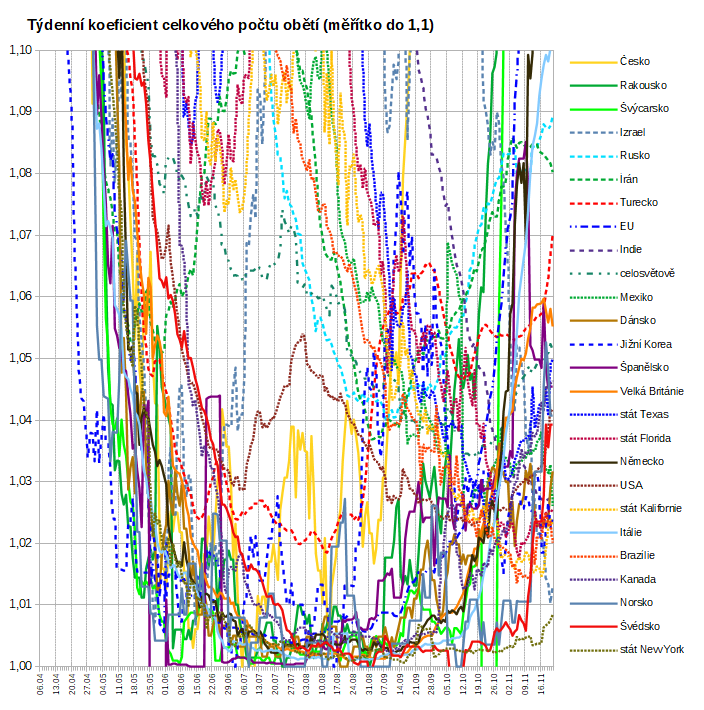 Týdenní koeficient celkového počtu obětí (měřítko do 1,1)
1,10
1,09
1,08
1,07
1,06
1,05
1,04
1,03
1,02
1,01
1,00
Česko
Rakousko
Švýcarsko
Izrael
Rusko
Irán
Turecko
EU
Indie
celosvětově
Mexiko
Dánsko
Jižní Korea
Španělsko
Velká Británie
stát Texas
stát Florida
Německo
USA
stát Kalifornie
Itálie
Brazilie
Kanada
Norsko
Švédsko
stát NewYork
06.04
13.04
20.04
27.04
04.05
11.05
18.05
25.05
01.06
08.06
15.06
22.06
29.06
06.07
13.07
20.07
27.07
03.08
10.08
17.08
24.08
31.08
07.09
14.09
21.09
28.09
05.10
12.10
19.10
26.10
02.11
09.11
16.11